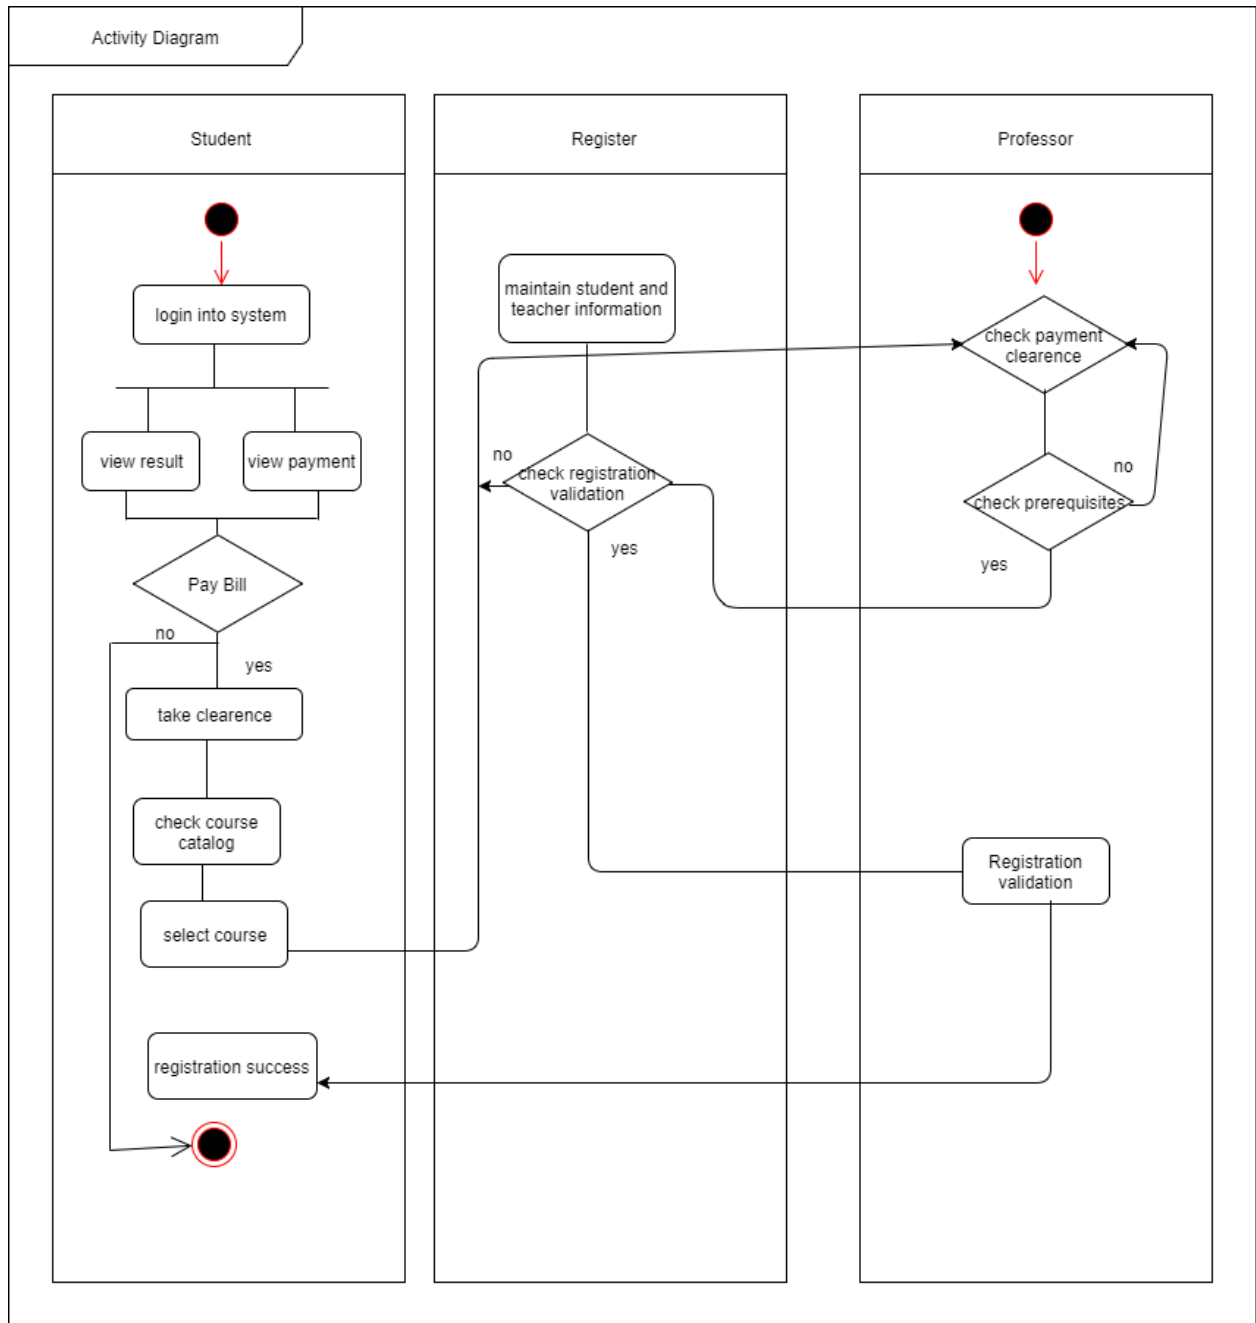 Activity Diagram
Student
Register
Professor
login into system
maintain student and
teacher information
check payment
clearence
view result
view payment
no
check registration
validation
no
check prerequisites
yes
yes
Pay Bill
no
yes
take clearence
check course
catalog
Registration
validation
select course
registration success